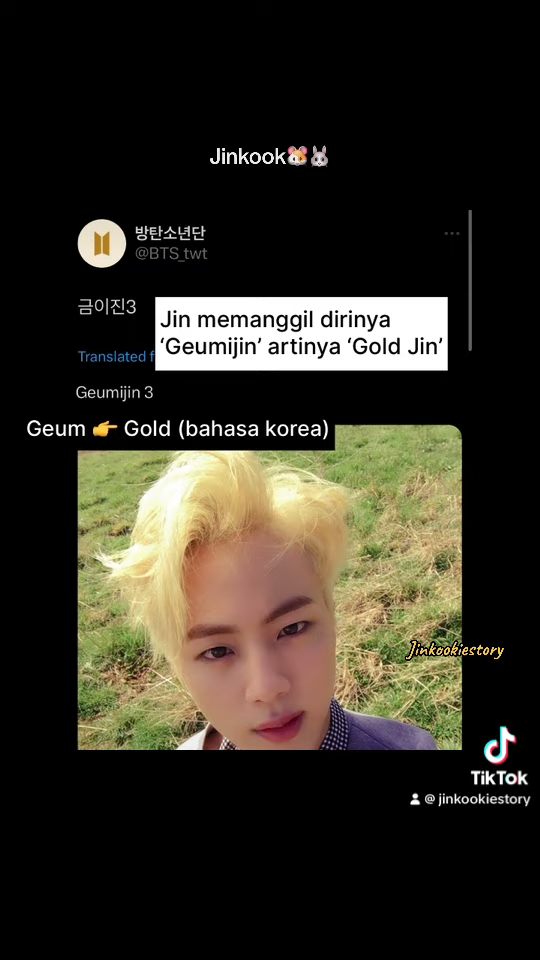 Jinkook🐹🐰
방탄소년단
@BTS_twt
금이진3
Jin memanggil dirinya
‘Geumijin’ artinya ‘Gold Jin’
Translated f
Geumijin 3
Geum 👉 Gold (bahasa korea)
Jinkookiestory
TikTok
@ jinkookiestory